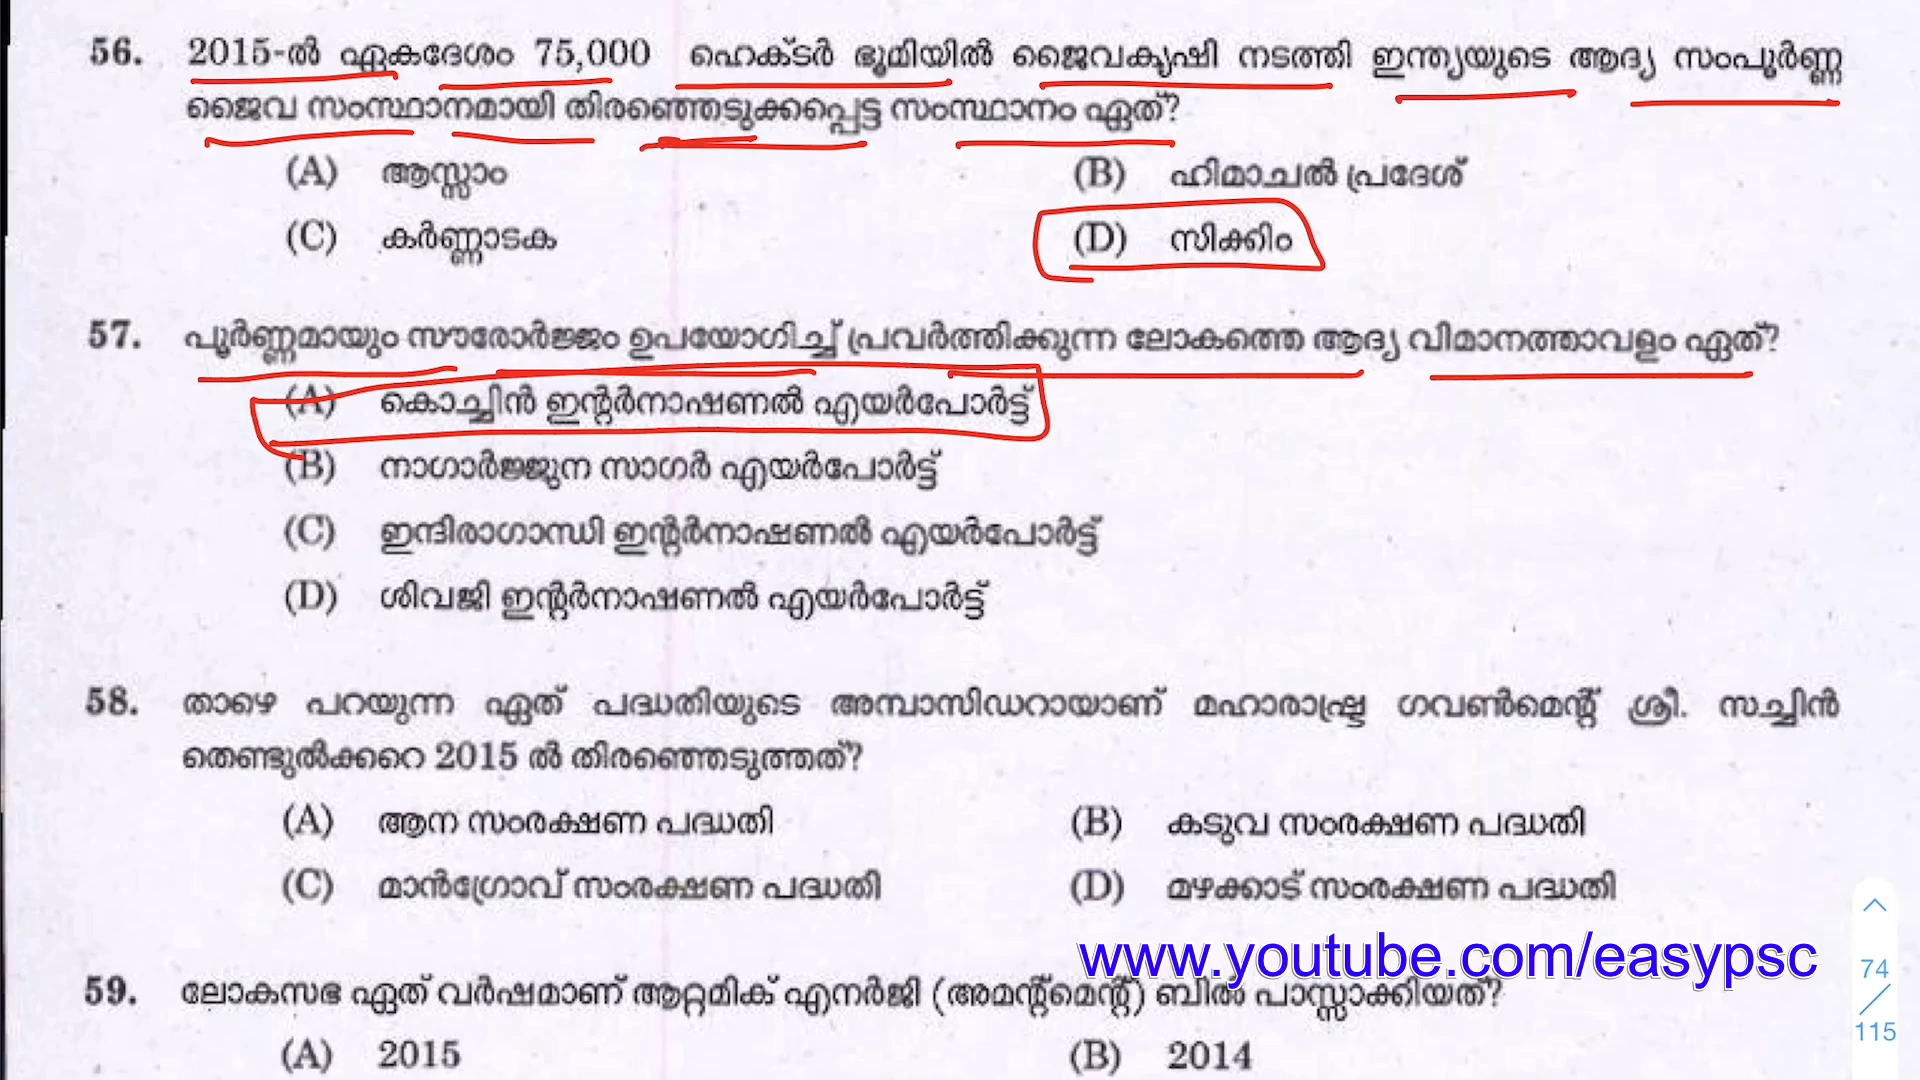 56. 2015-ൽ ഏകദേശം 75,000 ഹെക്ടർ ഭൂമിയിൽ ജൈവകൃഷി നടത്തി ഇന്ത്യയുടെ ആദ്യ സംപൂർണ്ണ
ജൈവ സംസ്ഥാനമായി തിരഞ്ഞെടുക്കപ്പെട്ട സംസ്ഥാനം ഏത്?
(A) ആസ്സാം (B) ഹിമാചൽ പ്രദേശ്
(C) കർണ്ണാടക (D) സിക്കിം
57. പൂർണ്ണമായും സൗരോർജ്ജം ഉപയോഗിച്ച് പ്രവർത്തിക്കുന്ന ലോകത്തെ ആദ്യ വിമാനത്താവളം ഏത്?
(A) കൊച്ചിൻ ഇന്റർനാഷണൽ എയർപോർട്ട്
(B) നാഗാർജ്ജുന സാഗർ എയർപോർട്ട്
(C) ഇന്ദിരാഗാന്ധി ഇന്റർനാഷണൽ എയർപോർട്ട്
(D) ശിവജി ഇന്റർനാഷണൽ എയർപോർട്ട്
58. താഴെ പറയുന്ന ഏത് പദ്ധതിയുടെ അമ്പാസിഡറായാണ് മഹാരാഷ്ട്ര ഗവൺമെന്റ് ശ്രീ. സച്ചിൻ
തെണ്ടുൽക്കറെ 2015 ൽ തിരഞ്ഞെടുത്തത്?
(A) ആന സംരക്ഷണ പദ്ധതി (B) കടുവ സംരക്ഷണ പദ്ധതി
(C) മാൻഗ്രോവ് സംരക്ഷണ പദ്ധതി (D) മഴക്കാട് സംരക്ഷണ പദ്ധതി
www.youtube.com/easypsc
59. ലോകസഭ ഏത് വർഷമാണ് ആറ്റമിക് എനർജി (അമന്റ്മെന്റ്) ബിൽ പാസ്സാക്കിയത്?
(A) 2015 (B) 2014
74
115